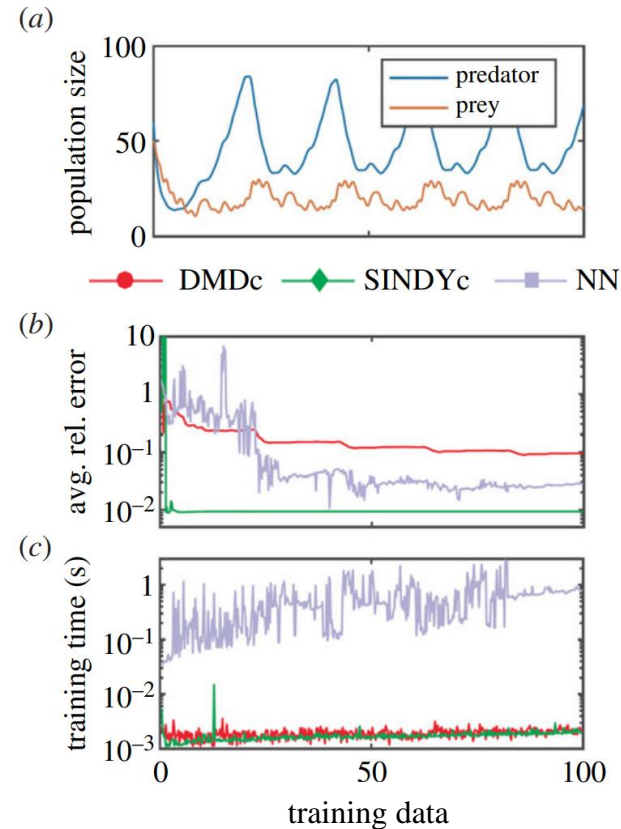 (a)
100
50
0
population size
predator
prey
DMDc SINDYc NN
(b)
10
1
10⁻¹
10⁻²
avg. rel. error
(c)
1
10⁻¹
10⁻²
10⁻³
training time (s)
0 50 100
training data